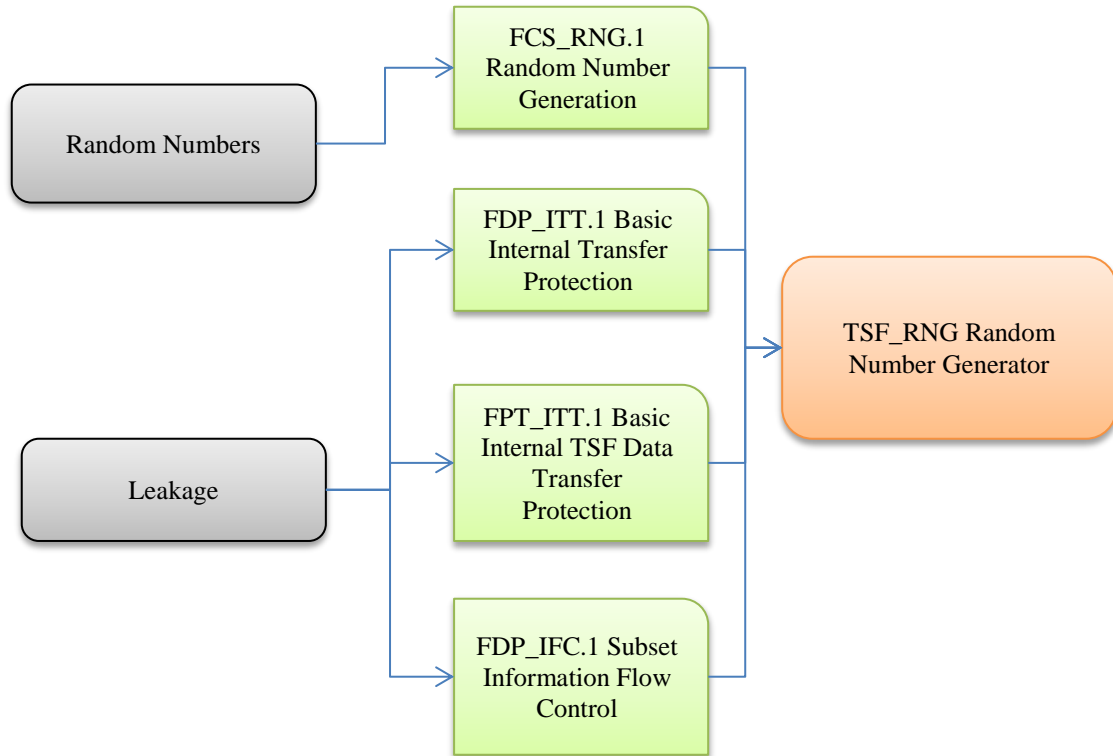 Random Numbers
Leakage
FCS_RNG.1
Random Number
Generation
FDP_ITT.1 Basic
Internal Transfer
Protection
FPT_ITT.1 Basic
Internal TSF Data
Transfer
Protection
FDP_IFC.1 Subset
Information Flow
Control
TSF_RNG Random
Number Generator